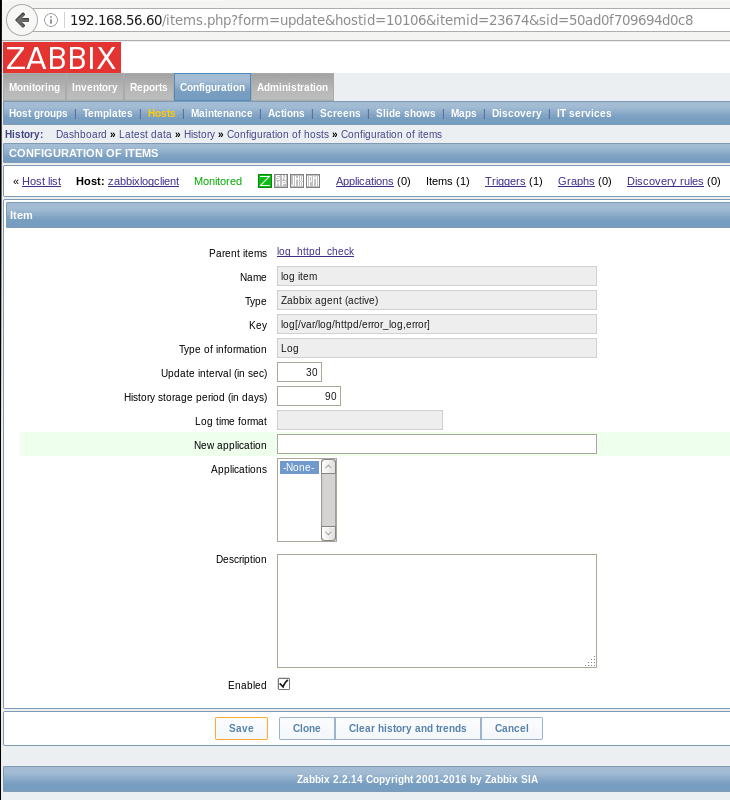 192.168.56.60/items.php?form=update&hostid=10106&itemid=23674&sid=50ad0f709694d0c8
ZABBIX
Monitoring Inventory Reports Configuration Administration
Host groups | Templates | Hosts | Maintenance | Actions | Screens | Slide shows | Maps | Discovery | IT services
History: Dashboard » Latest data » History » Configuration of hosts » Configuration of items
CONFIGURATION OF ITEMS
« Host list Host: zabbixlogclient Monitored Z Applications (0) Items (1) Triggers (1) Graphs (0) Discovery rules (0)
Item
Parent items log_httpd_check
Name log item
Type Zabbix agent (active)
Key log[/var/log/httpd/error_log,error]
Type of information Log
Update interval (in sec) 30
History storage period (in days) 90
Log time format
New application
Applications -None-
Description
Enabled
Save Clone Clear history and trends Cancel
Zabbix 2.2.14 Copyright 2001-2016 by Zabbix SIA